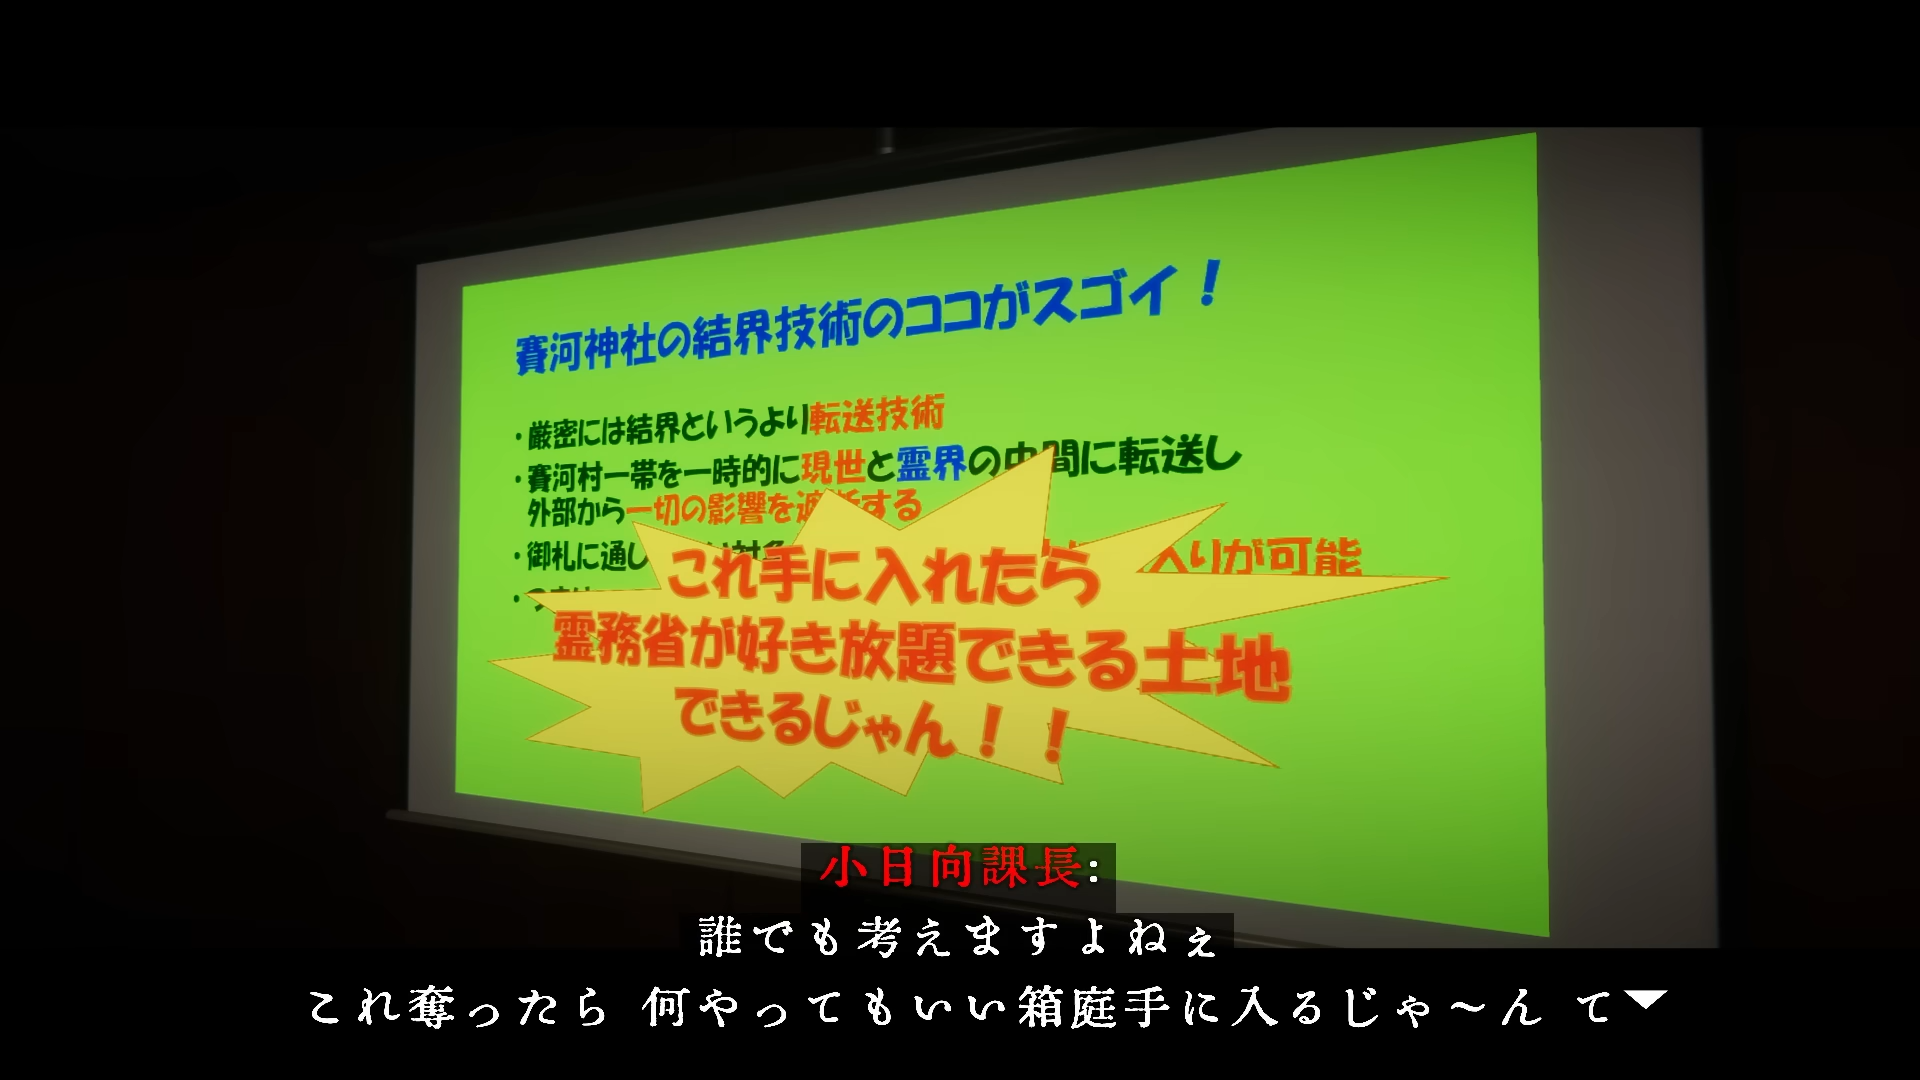 賽河神社の結界技術のココがスゴイ！
・厳密には結界というより転送技術
・賽河村一帯を一時的に現世と霊界の中間に転送し
外部から一切の影響を遮断する
・御札に通し 入りが可能
これ手に入れたら
霊務省が好き放題できる土地
できるじゃん！！
小日向課長:
誰でも考えますよねぇ
これ奪ったら 何やってもいい箱庭手に入るじゃ～ん て